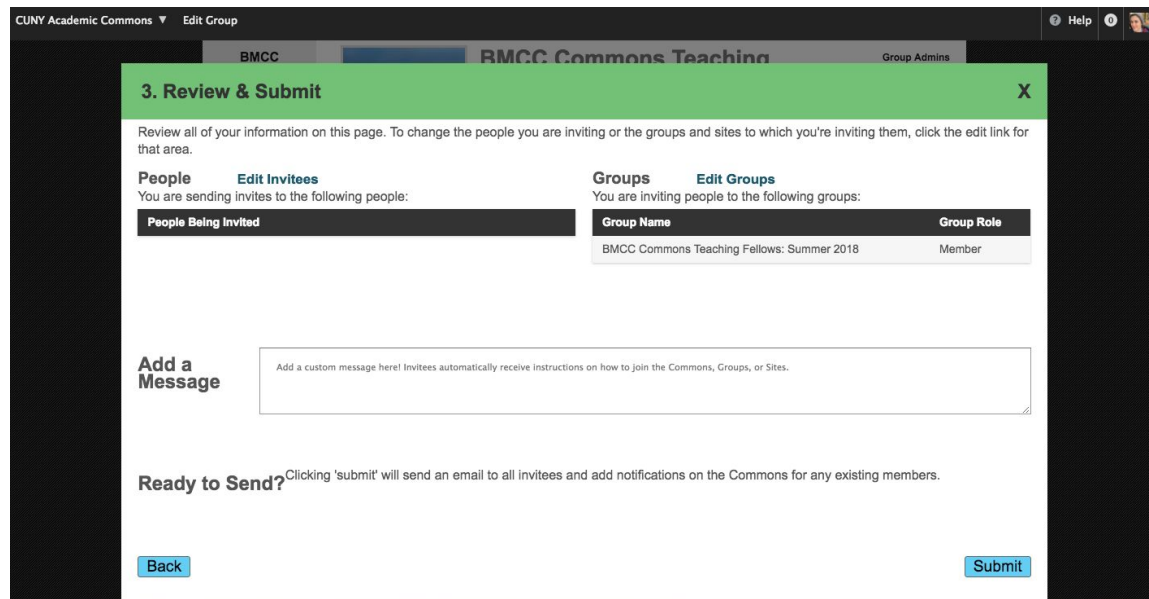 CUNY Academic Commons ▼ Edit Group Help 0
BMCC BMCC Commons Teaching Group Admins
3. Review & Submit X
Review all of your information on this page. To change the people you are inviting or the groups and sites to which you're inviting them, click the edit link for
that area.
People Edit Invitees
You are sending invites to the following people:
People Being Invited
Groups Edit Groups
You are inviting people to the following groups:
Group Name Group Role
BMCC Commons Teaching Fellows: Summer 2018 Member
Add a
Message
Add a custom message here! Invitees automatically receive instructions on how to join the Commons, Groups, or Sites.
Ready to Send? Clicking 'submit' will send an email to all invitees and add notifications on the Commons for any existing members.
Back Submit